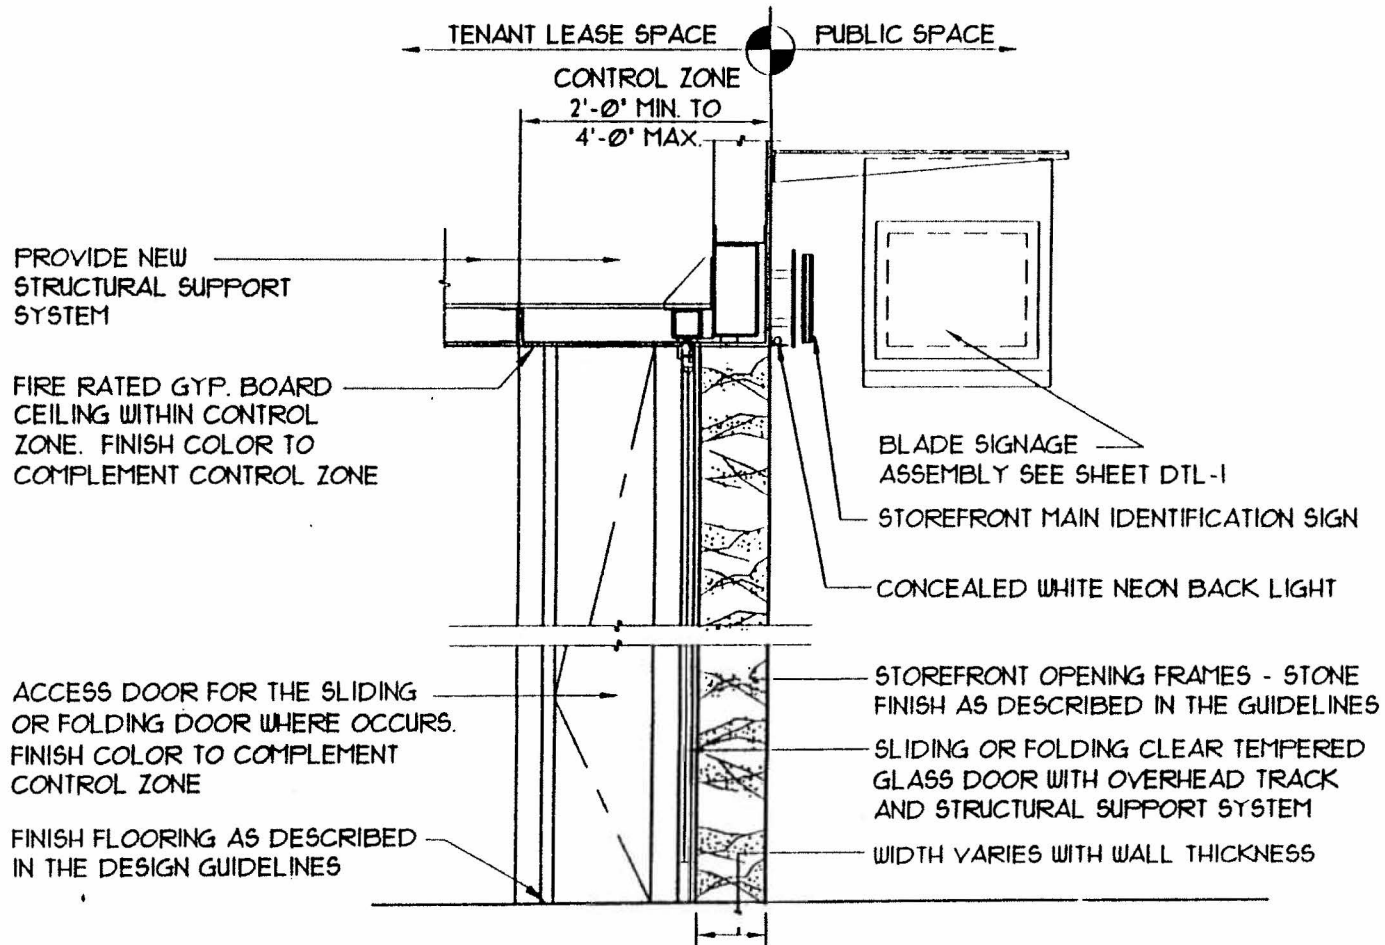 TENANT LEASE SPACE
PUBLIC SPACE
CONTROL ZONE
2'-0" MIN. TO
4'-0" MAX.
PROVIDE NEW
STRUCTURAL SUPPORT
SYSTEM
FIRE RATED GYP. BOARD
CEILING WITHIN CONTROL
ZONE. FINISH COLOR TO
COMPLEMENT CONTROL ZONE
BLADE SIGNAGE
ASSEMBLY SEE SHEET DTL-1
STOREFRONT MAIN IDENTIFICATION SIGN
CONCEALED WHITE NEON BACK LIGHT
ACCESS DOOR FOR THE SLIDING
OR FOLDING DOOR WHERE OCCURS.
FINISH COLOR TO COMPLEMENT
CONTROL ZONE
STOREFRONT OPENING FRAMES - STONE
FINISH AS DESCRIBED IN THE GUIDELINES
SLIDING OR FOLDING CLEAR TEMPERED
GLASS DOOR WITH OVERHEAD TRACK
AND STRUCTURAL SUPPORT SYSTEM
FINISH FLOORING AS DESCRIBED
IN THE DESIGN GUIDELINES
WIDTH VARIES WITH WALL THICKNESS